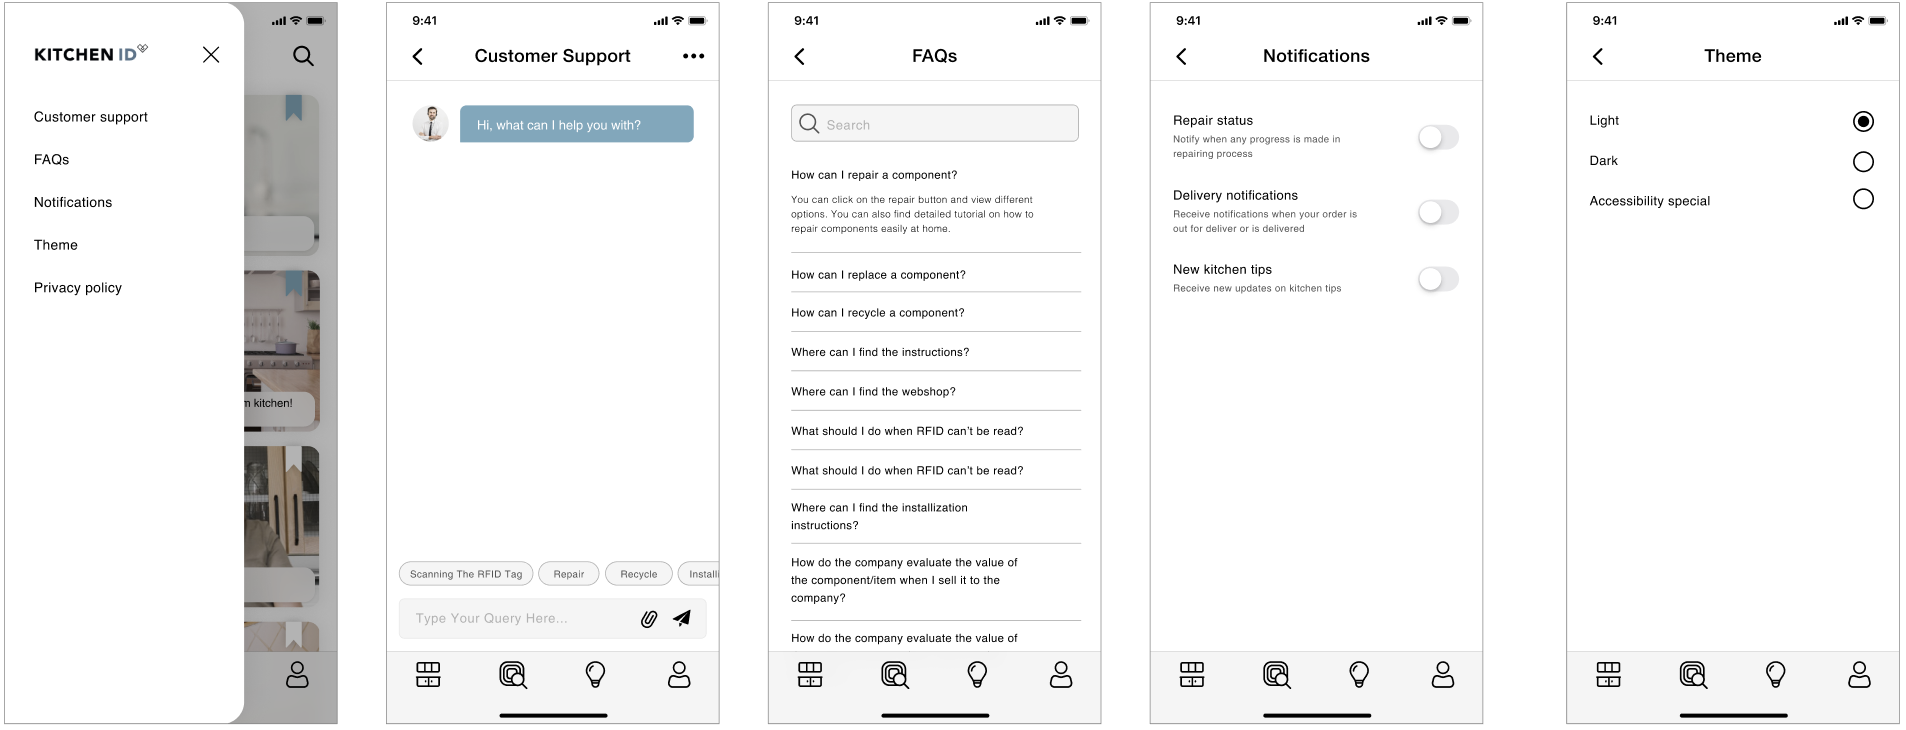 KITCHEN ID
Customer support
FAQs
Notifications
Theme
Privacy policy
m kitchen!
9:41
Customer Support
Hi, what can I help you with?
Scanning The RFID Tag
Repair
Recycle
Installi
Type Your Query Here...
9:41
FAQs
Search
How can I repair a component?
You can click on the repair button and view different
options. You can also find detailed tutorial on how to
repair components easily at home.
How can I replace a component?
How can I recycle a component?
Where can I find the instructions?
Where can I find the webshop?
What should I do when RFID can't be read?
What should I do when RFID can't be read?
Where can I find the installization
instructions?
How do the company evaluate the value of
the component/item when I sell it to the
company?
How do the company evaluate the value of
9:41
Notifications
Repair status
Notify when any progress is made in
repairing process
Delivery notifications
Receive notifications when your order is
out for deliver or is delivered
New kitchen tips
Receive new updates on kitchen tips
9:41
Theme
Light
Dark
Accessibility special